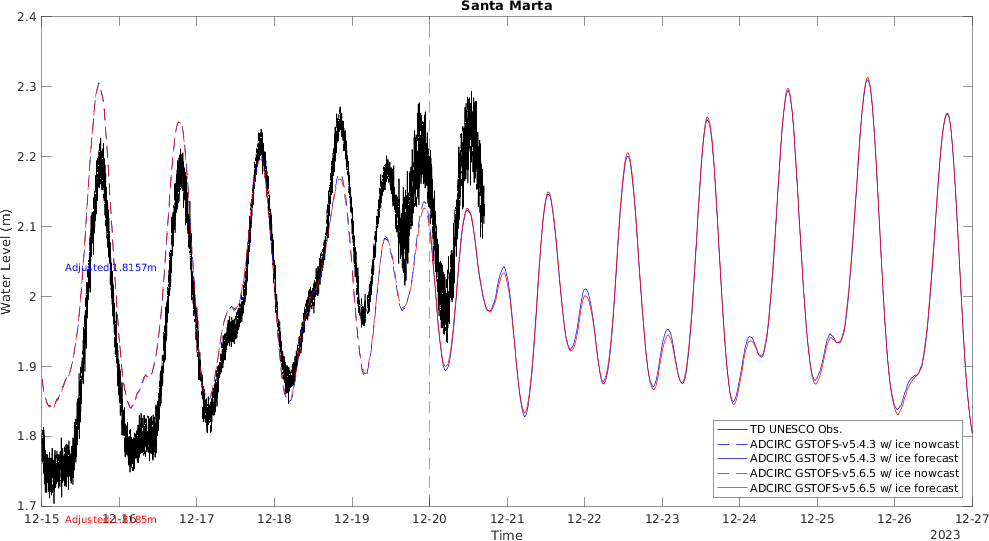 Santa Marta
2.4
2.3
2.2
2.1
2
1.9
1.8
1.7
Water Level (m)
Adjusted 1.8157m
TD UNESCO Obs.
ADCIRC GSTOFS-v5.4.3 w/ ice nowcast
ADCIRC GSTOFS-v5.4.3 w/ ice forecast
ADCIRC GSTOFS-v5.6.5 w/ ice nowcast
ADCIRC GSTOFS-v5.6.5 w/ ice forecast
12-15 12-16 12-17 12-18 12-19 12-20 12-21 12-22 12-23 12-24 12-25 12-26 12-27
Time
2023